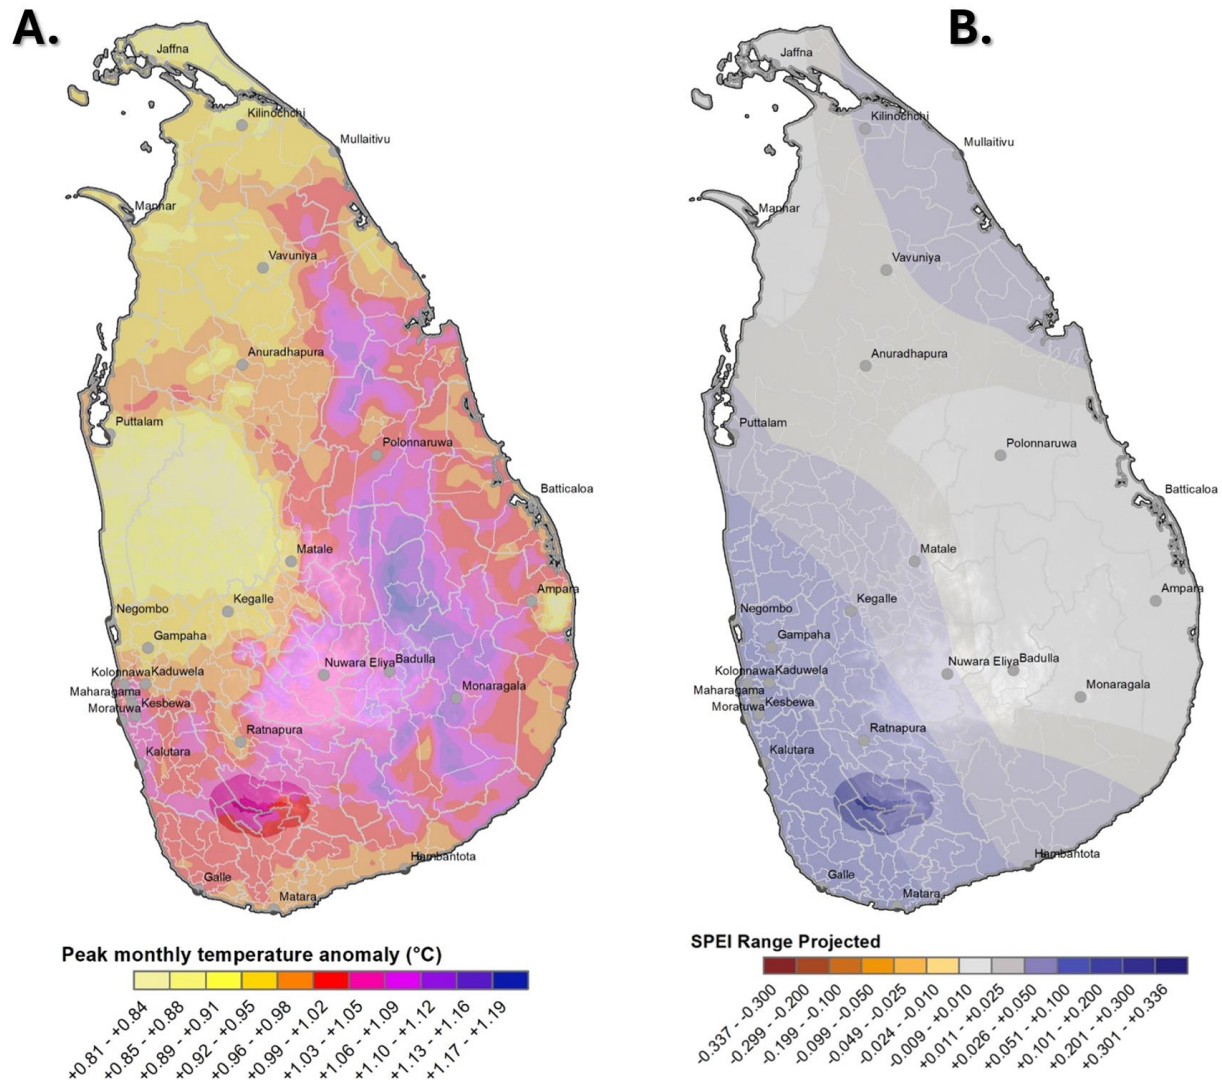 A.
B.
Jaffna
Kilinochchi
Mullaitivu
Mannar
Vavuniya
Anuradhapura
Puttalam
Polonnaruwa
Batticaloa
Matale
Ampara
Negombo
Kegalle
Gampaha
Kolonnawa Kaduwela
Nuwara Eliya Badulla
Maharagama
Monaragala
Moratuwa Kesbewa
Ratnapura
Kalutara
Hambantota
Galle
Matara
Peak monthly temperature anomaly (°C)
+0.81 - +0.84
+0.85 - +0.88
+0.89 - +0.91
+0.92 - +0.95
+0.96 - +0.98
+0.99 - +1.02
+1.03 - +1.05
+1.06 - +1.09
+1.10 - +1.12
+1.13 - +1.16
+1.17 - +1.19
Jaffna
Kilinochchi
Mullaitivu
Mannar
Vavuniya
Anuradhapura
Puttalam
Polonnaruwa
Batticaloa
Matale
Ampara
Negombo
Kegalle
Gampaha
Kolonnawa Kaduwela
Nuwara Eliya Badulla
Maharagama
Monaragala
Moratuwa Kesbewa
Ratnapura
Kalutara
Hambantota
Galle
Matara
SPEI Range Projected
-0.337 - -0.300
-0.299 - -0.200
-0.199 - -0.100
-0.099 - -0.050
-0.049 - -0.025
-0.024 - -0.010
-0.009 - +0.010
+0.011 - +0.025
+0.026 - +0.050
+0.051 - +0.100
+0.101 - +0.200
+0.201 - +0.300
+0.301 - +0.336